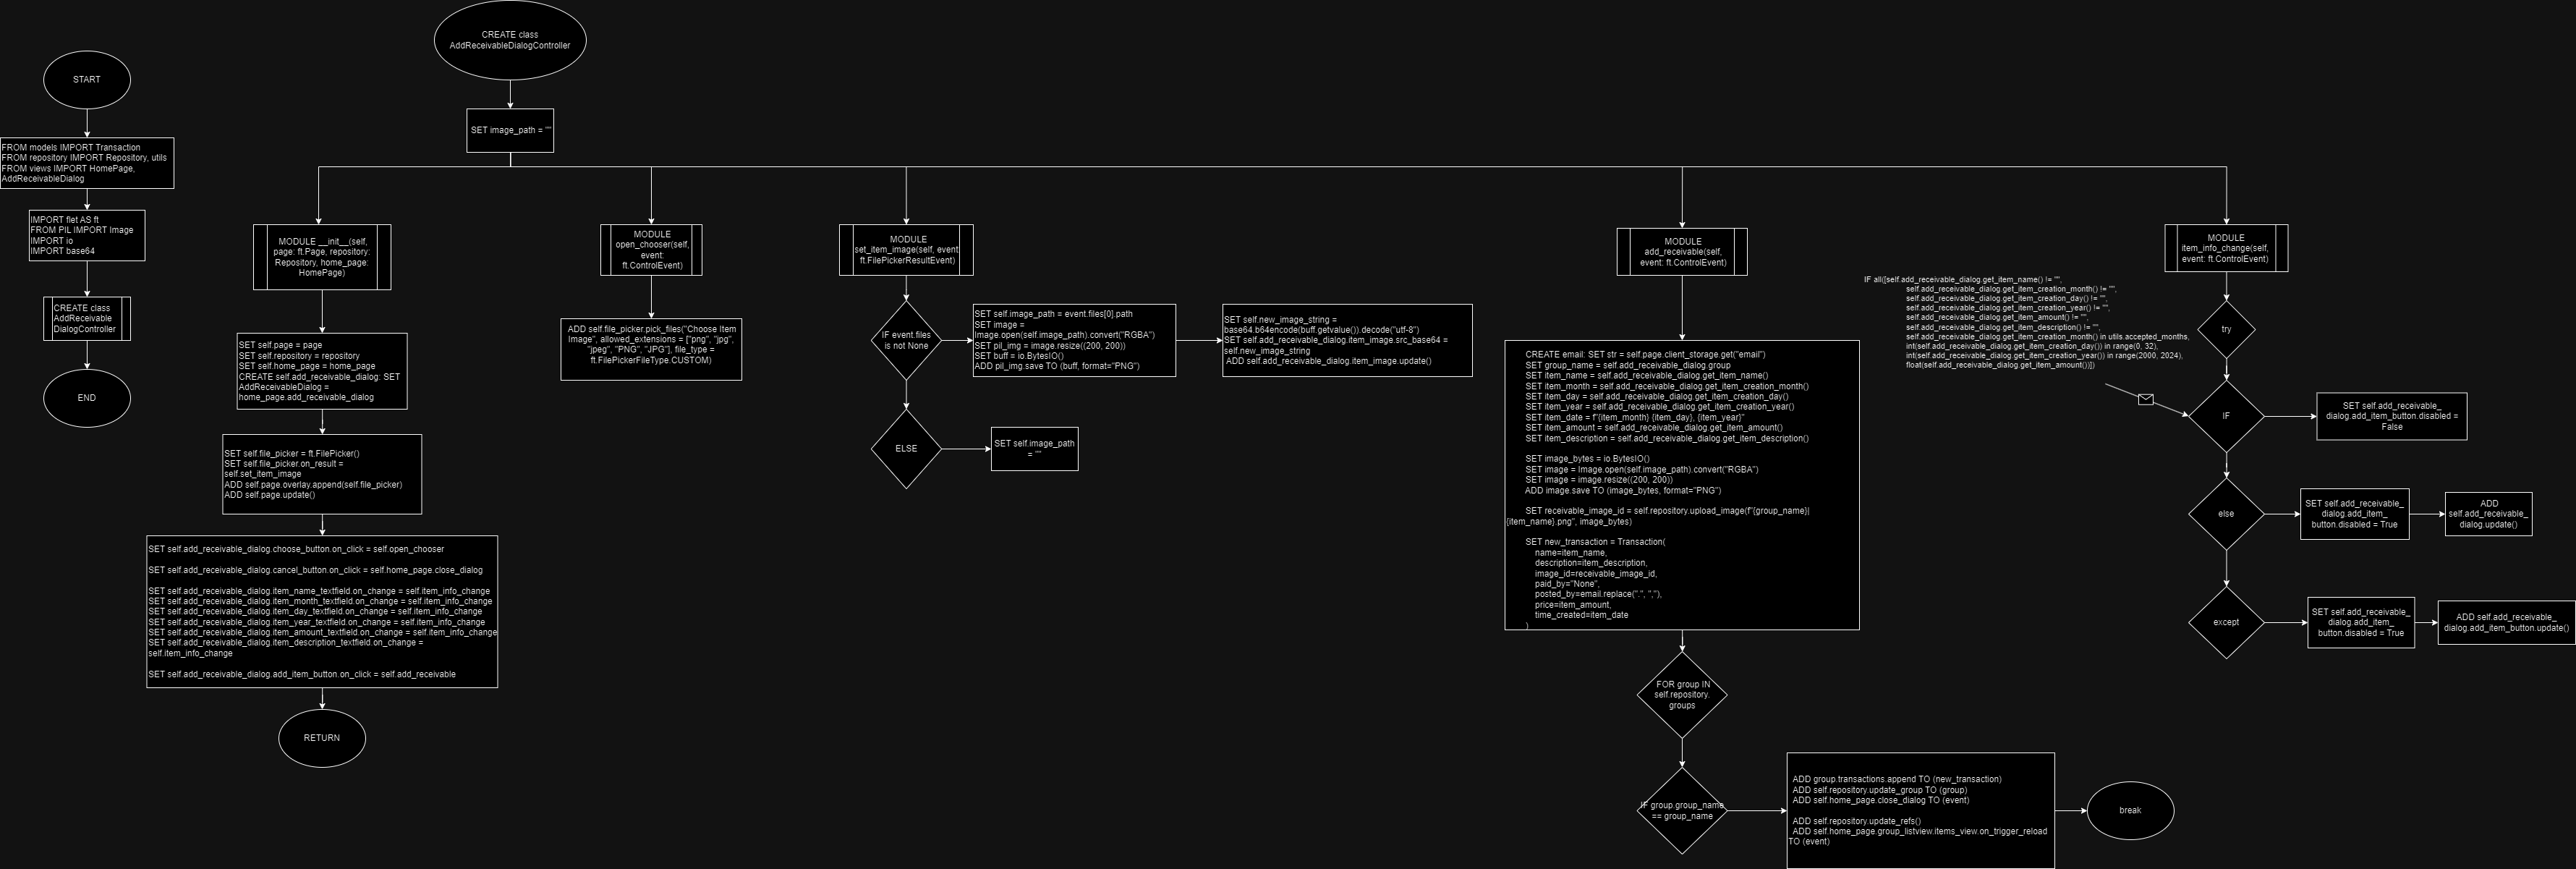 START
FROM models IMPORT Transaction
FROM repository IMPORT Repository, utils
FROM views IMPORT HomePage,
AddReceivableDialog
IMPORT flet AS ft
FROM PIL IMPORT Image
IMPORT io
IMPORT base64
CREATE class
AddReceivable
DialogController
END
CREATE class
AddReceivableDialogController
SET image_path = ""
MODULE __init__(self,
page: ft.Page, repository:
Repository, home_page:
HomePage)
SET self.page = page
SET self.repository = repository
SET self.home_page = home_page
CREATE self.add_receivable_dialog: SET
AddReceivableDialog =
home_page.add_receivable_dialog
SET self.file_picker = ft.FilePicker()
SET self.file_picker.on_result =
self.set_item_image
ADD self.page.overlay.append(self.file_picker)
ADD self.page.update()
SET self.add_receivable_dialog.choose_button.on_click = self.open_chooser
SET self.add_receivable_dialog.cancel_button.on_click = self.home_page.close_dialog
SET self.add_receivable_dialog.item_name_textfield.on_change = self.item_info_change
SET self.add_receivable_dialog.item_month_textfield.on_change = self.item_info_change
SET self.add_receivable_dialog.item_day_textfield.on_change = self.item_info_change
SET self.add_receivable_dialog.item_year_textfield.on_change = self.item_info_change
SET self.add_receivable_dialog.item_amount_textfield.on_change = self.item_info_change
SET self.add_receivable_dialog.item_description_textfield.on_change =
self.item_info_change
SET self.add_receivable_dialog.add_item_button.on_click = self.add_receivable
RETURN
MODULE
open_chooser(self,
event:
ft.ControlEvent)
ADD self.file_picker.pick_files("Choose Item
Image", allowed_extensions = ["png", "jpg",
"jpeg", "PNG", "JPG"], file_type =
ft.FilePickerFileType.CUSTOM)
MODULE
set_item_image(self, event:
ft.FilePickerResultEvent)
IF event.files
is not None
SET self.image_path = event.files[0].path
SET image =
Image.open(self.image_path).convert("RGBA")
SET pil_img = image.resize((200, 200))
SET buff = io.BytesIO()
ADD pil_img.save TO (buff, format="PNG")
SET self.new_image_string =
base64.b64encode(buff.getvalue()).decode("utf-8")
SET self.add_receivable_dialog.item_image.src_base64 =
self.new_image_string
ADD self.add_receivable_dialog.item_image.update()
ELSE
SET self.image_path
= ""
MODULE
add_receivable(self,
event: ft.ControlEvent)
CREATE email: SET str = self.page.client_storage.get("email")
SET group_name = self.add_receivable_dialog.group
SET item_name = self.add_receivable_dialog.get_item_name()
SET item_month = self.add_receivable_dialog.get_item_creation_month()
SET item_day = self.add_receivable_dialog.get_item_creation_day()
SET item_year = self.add_receivable_dialog.get_item_creation_year()
SET item_date = f"{item_month} {item_day}, {item_year}"
SET item_amount = self.add_receivable_dialog.get_item_amount()
SET item_description = self.add_receivable_dialog.get_item_description()
SET image_bytes = io.BytesIO()
SET image = Image.open(self.image_path).convert("RGBA")
SET image = image.resize((200, 200))
ADD image.save TO (image_bytes, format="PNG")
SET receivable_image_id = self.repository.upload_image(f"{group_name}|
{item_name}.png", image_bytes)
SET new_transaction = Transaction(
name=item_name,
description=item_description,
image_id=receivable_image_id,
paid_by="None",
posted_by=email.replace(".", ","),
price=item_amount,
time_created=item_date
)
FOR group IN
self.repository.
groups
IF group.group_name
== group_name
ADD group.transactions.append TO (new_transaction)
ADD self.repository.update_group TO (group)
ADD self.home_page.close_dialog TO (event)
ADD self.repository.update_refs()
ADD self.home_page.group_listview.items_view.on_trigger_reload
TO (event)
break
MODULE
item_info_change(self,
event: ft.ControlEvent)
try
IF all([self.add_receivable_dialog.get_item_name() != "",
self.add_receivable_dialog.get_item_creation_month() != "",
self.add_receivable_dialog.get_item_creation_day() != "",
self.add_receivable_dialog.get_item_creation_year() != "",
self.add_receivable_dialog.get_item_amount() != "",
self.add_receivable_dialog.get_item_description() != "",
self.add_receivable_dialog.get_item_creation_month() in utils.accepted_months,
int(self.add_receivable_dialog.get_item_creation_day()) in range(0, 32),
int(self.add_receivable_dialog.get_item_creation_year()) in range(2000, 2024),
float(self.add_receivable_dialog.get_item_amount())])
IF
SET self.add_receivable_
dialog.add_item_button.disabled =
False
else
SET self.add_receivable_
dialog.add_item_
button.disabled = True
ADD
self.add_receivable_
dialog.update()
except
SET self.add_receivable_
dialog.add_item_
button.disabled = True
ADD self.add_receivable_
dialog.add_item_button.update()